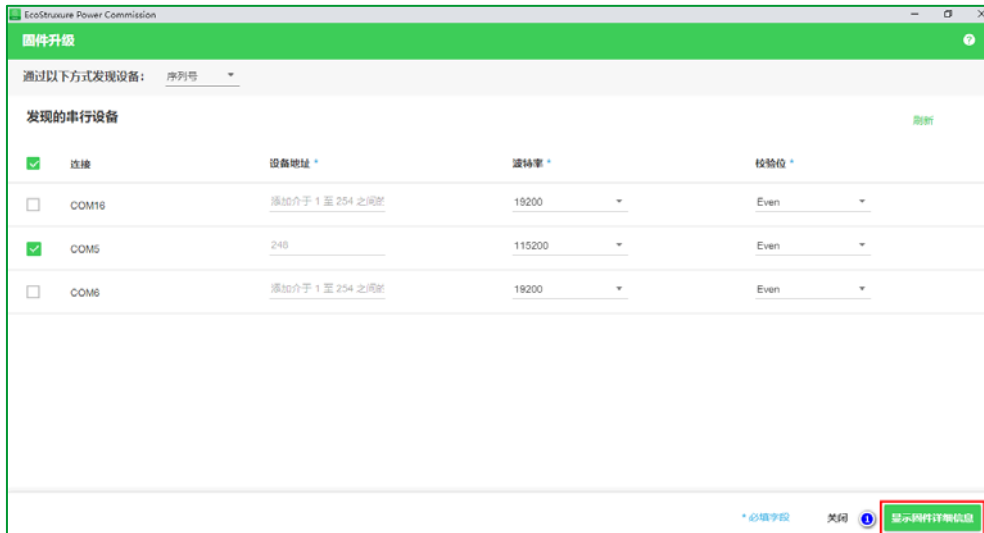 EcoStruxure Power Commission
固件升级
通过以下方式发现设备： 序列号
发现的串行设备
刷新
连接 设备地址 * 波特率 * 校验位 *
COM16 添加介于 1 至 254 之间的 19200 Even
COM5 248 115200 Even
COM6 添加介于 1 至 254 之间的 19200 Even
* 必填字段 关闭 1 显示固件详细信息